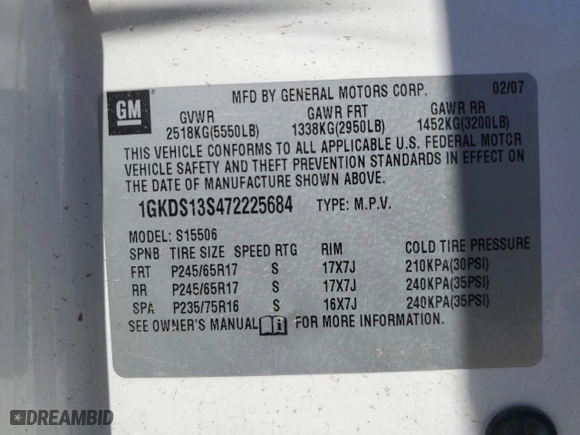 GM
MFD BY GENERAL MOTORS CORP. 02/07
GVWR GAWR FRT GAWR RR
2518KG(5550LB) 1338KG(2950LB) 1452KG(3200LB)
THIS VEHICLE CONFORMS TO ALL APPLICABLE U.S. FEDERAL MOTOR
VEHICLE SAFETY AND THEFT PREVENTION STANDARDS IN EFFECT ON
THE DATE OF MANUFACTURE SHOWN ABOVE.
1GKDS13S472225684 TYPE: M.P.V.
MODEL: S15506
SPNB TIRE SIZE SPEED RTG RIM COLD TIRE PRESSURE
FRT P245/65R17 S 17X7J 210KPA(30PSI)
RR P245/65R17 S 17X7J 240KPA(35PSI)
SPA P235/75R16 S 16X7J 240KPA(35PSI)
SEE OWNER'S MANUAL FOR MORE INFORMATION.
DREAMBID